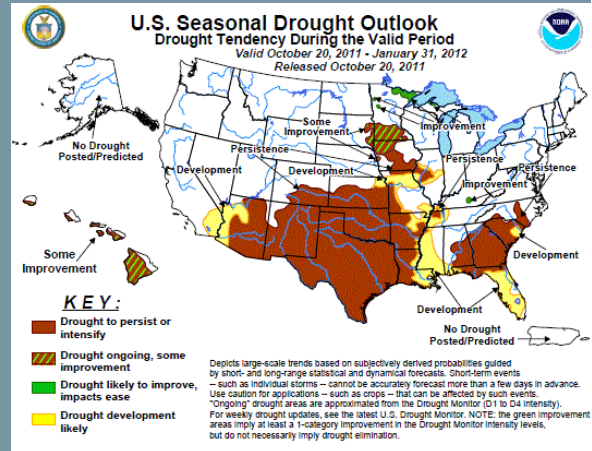 U.S. Seasonal Drought Outlook
Drought Tendency During the Valid Period
Valid October 20, 2011 - January 31, 2012
Released October 20, 2011
NOAA
No Drought
Posted/Predicted
Some
Improvement
Improvement
Persistence
Development
Development
Persistence
Persistence
Improvement
Some
Improvement
Development
Development
No Drought
Posted/Predicted
KEY:
Drought to persist or
intensify
Drought ongoing, some
improvement
Drought likely to improve,
impacts ease
Drought development
likely
Depicts large-scale trends based on subjectively derived probabilities guided
by short- and long-range statistical and dynamical forecasts. Short-term events
-- such as individual storms -- cannot be accurately forecast more than a few days in advance.
Use caution for applications -- such as crops -- that can be affected by such events.
"Ongoing" drought areas are approximated from the Drought Monitor (D1 to D4 intensity).
For weekly drought updates, see the latest U.S. Drought Monitor. NOTE: the green improvement
areas imply at least a 1-category improvement in the Drought Monitor intensity levels,
but do not necessarily imply drought elimination.